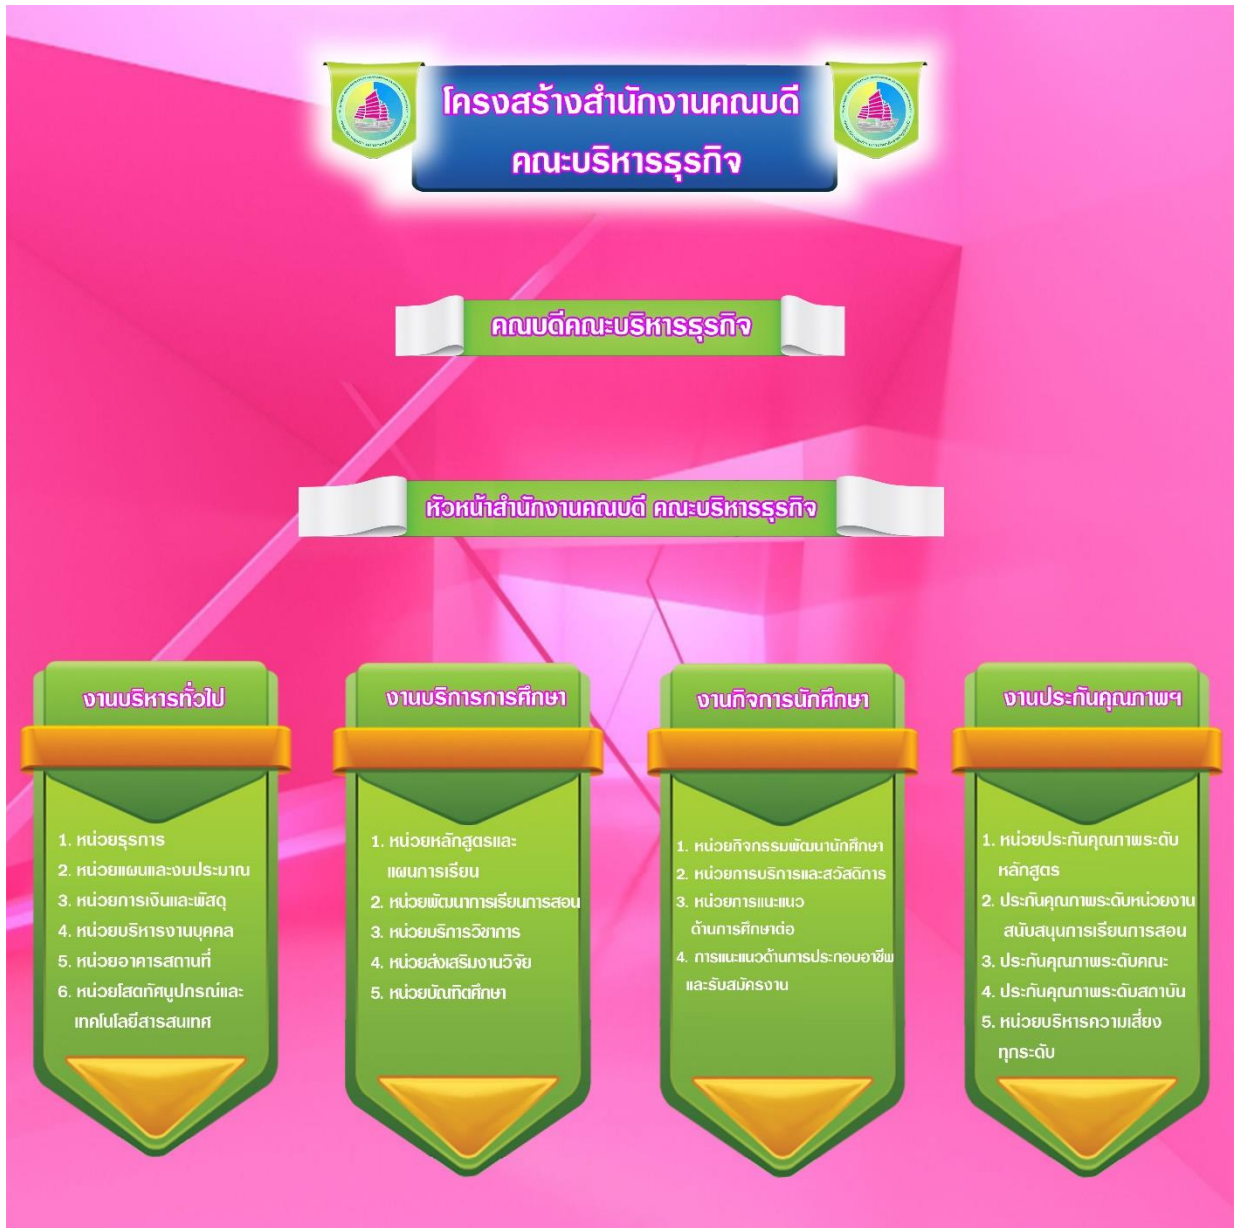 โครงสร้างสำนักงานคณบดี
คณะบริหารธุรกิจ
คณบดีคณะบริหารธุรกิจ
หัวหน้าสำนักงานคณบดี คณะบริหารธุรกิจ
งานบริหารทั่วไป
1. หน่วยธุรการ
2. หน่วยแผนและงบประมาณ
3. หน่วยการเงินและพัสดุ
4. หน่วยบริหารงานบุคคล
5. หน่วยอาคารสถานที่
6. หน่วยโสตทัศนูปกรณ์และ
เทคโนโลยีสารสนเทศ
งานบริการการศึกษา
1. หน่วยหลักสูตรและ
แผนการเรียน
2. หน่วยพัฒนาการเรียนการสอน
3. หน่วยบริการวิชาการ
4. หน่วยส่งเสริมงานวิจัย
5. หน่วยบัณฑิตศึกษา
งานกิจการนักศึกษา
1. หน่วยกิจกรรมพัฒนานักศึกษา
2. หน่วยการบริการและสวัสดิการ
3. หน่วยการแนะแนว
ด้านการศึกษาต่อ
4. การแนะแนวด้านการประกอบอาชีพ
และรับสมัครงาน
งานประกันคุณภาพฯ
1. หน่วยประกันคุณภาพระดับ
หลักสูตร
2. ประกันคุณภาพระดับหน่วยงาน
สนับสนุนการเรียนการสอน
3. ประกันคุณภาพระดับคณะ
4. ประกันคุณภาพระดับสถาบัน
5. หน่วยบริหารความเสี่ยง
ทุกระดับ